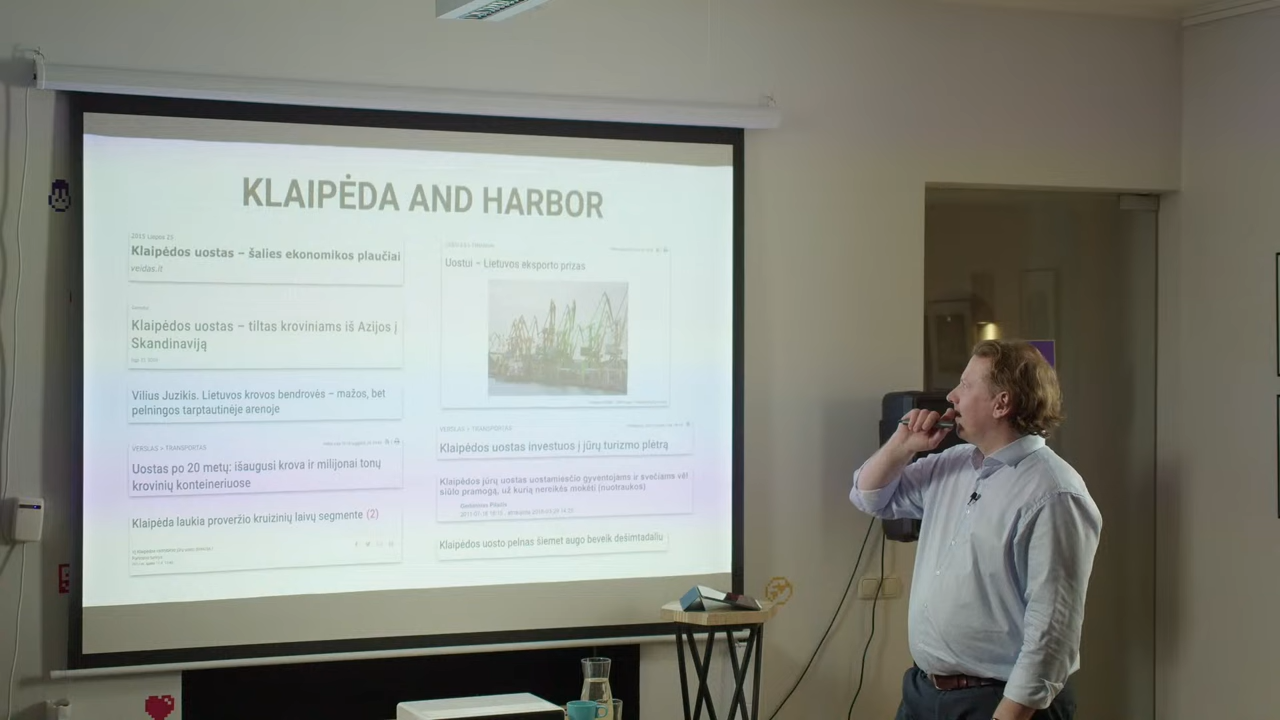 KLAIPĖDA AND HARBOR
Klaipėdos uostas – šalies ekonomikos plaučiai
veidas.lt
Klaipėdos uostas – tiltas kroviniams iš Azijos į
Skandinaviją
Vilius Juzikis. Lietuvos krovos bendrovės – mažos, bet
pelningos tarptautinėje arenoje
VERSLAS > TRANSPORTAS
Uostas po 20 metų: išaugusi krova ir milijonai tonų
krovinių konteineriuose
Klaipėda laukia proveržio kruizinių laivų segmente (2)
Uostui – Lietuvos eksporto prizas
VERSLAS > TRANSPORTAS
Klaipėdos uostas investuos į jūrų turizmo plėtrą
Klaipėdos jūrų uostas uostamiesčio gyventojams ir svečiams vėl
siūlo pramogą, už kurią nereikės mokėti (nuotraukos)
Klaipėdos uosto pelnas šiemet augo beveik dešimtadaliu